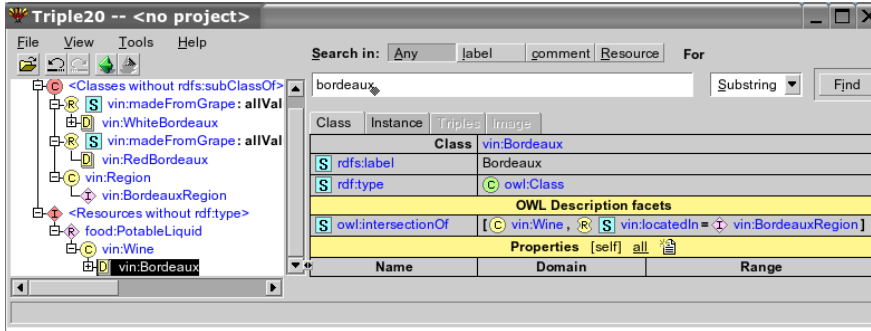 Triple20 -- <no project>
File View Tools Help
Search in: Any label comment Resource For
<Classes without rdfs:subClassOf>
C
R S vin:madeFromGrape: allVal
D vin:WhiteBordeaux
R S vin:madeFromGrape: allVal
D vin:RedBordeaux
C vin:Region
I vin:BordeauxRegion
I <Resources without rdf:type>
R food:PotableLiquid
C vin:Wine
D vin:Bordeaux
bordeaux Substring Find
Class Instance Triples Image
Class vin:Bordeaux
S rdfs:label Bordeaux
S rdf:type C owl:Class
OWL Description facets
S owl:intersectionOf [ C vin:Wine , R S vin:locatedIn = I vin:BordeauxRegion ]
Properties [self] all
Name Domain Range